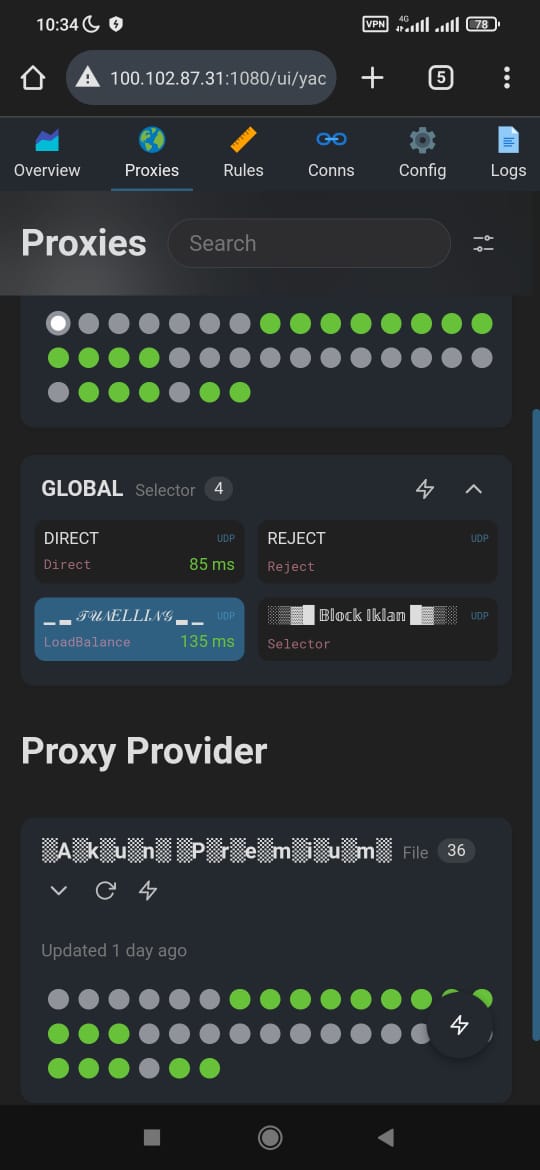 10:34 VPN 4G 78
100.102.87.31:1080/ui/yac 5
Overview Proxies Rules Conns Config Logs
Proxies Search
GLOBAL Selector 4
DIRECT UDP REJECT UDP
Direct 85 ms Reject
▁ ▂ 𝒯𝒰𝒩𝐸𝐿𝐿𝐼𝒩𝒢 ▂ ▁ UDP ░▒▓█ 𝔹𝕝𝕠𝕔𝕜 𝕀𝕜𝕝𝕒𝕟 █▓▒░ UDP
LoadBalance 135 ms Selector
Proxy Provider
▒A▒k▒u▒n▒ ▒P▒r▒e▒m▒i▒u▒m▒ File 36
Updated 1 day ago